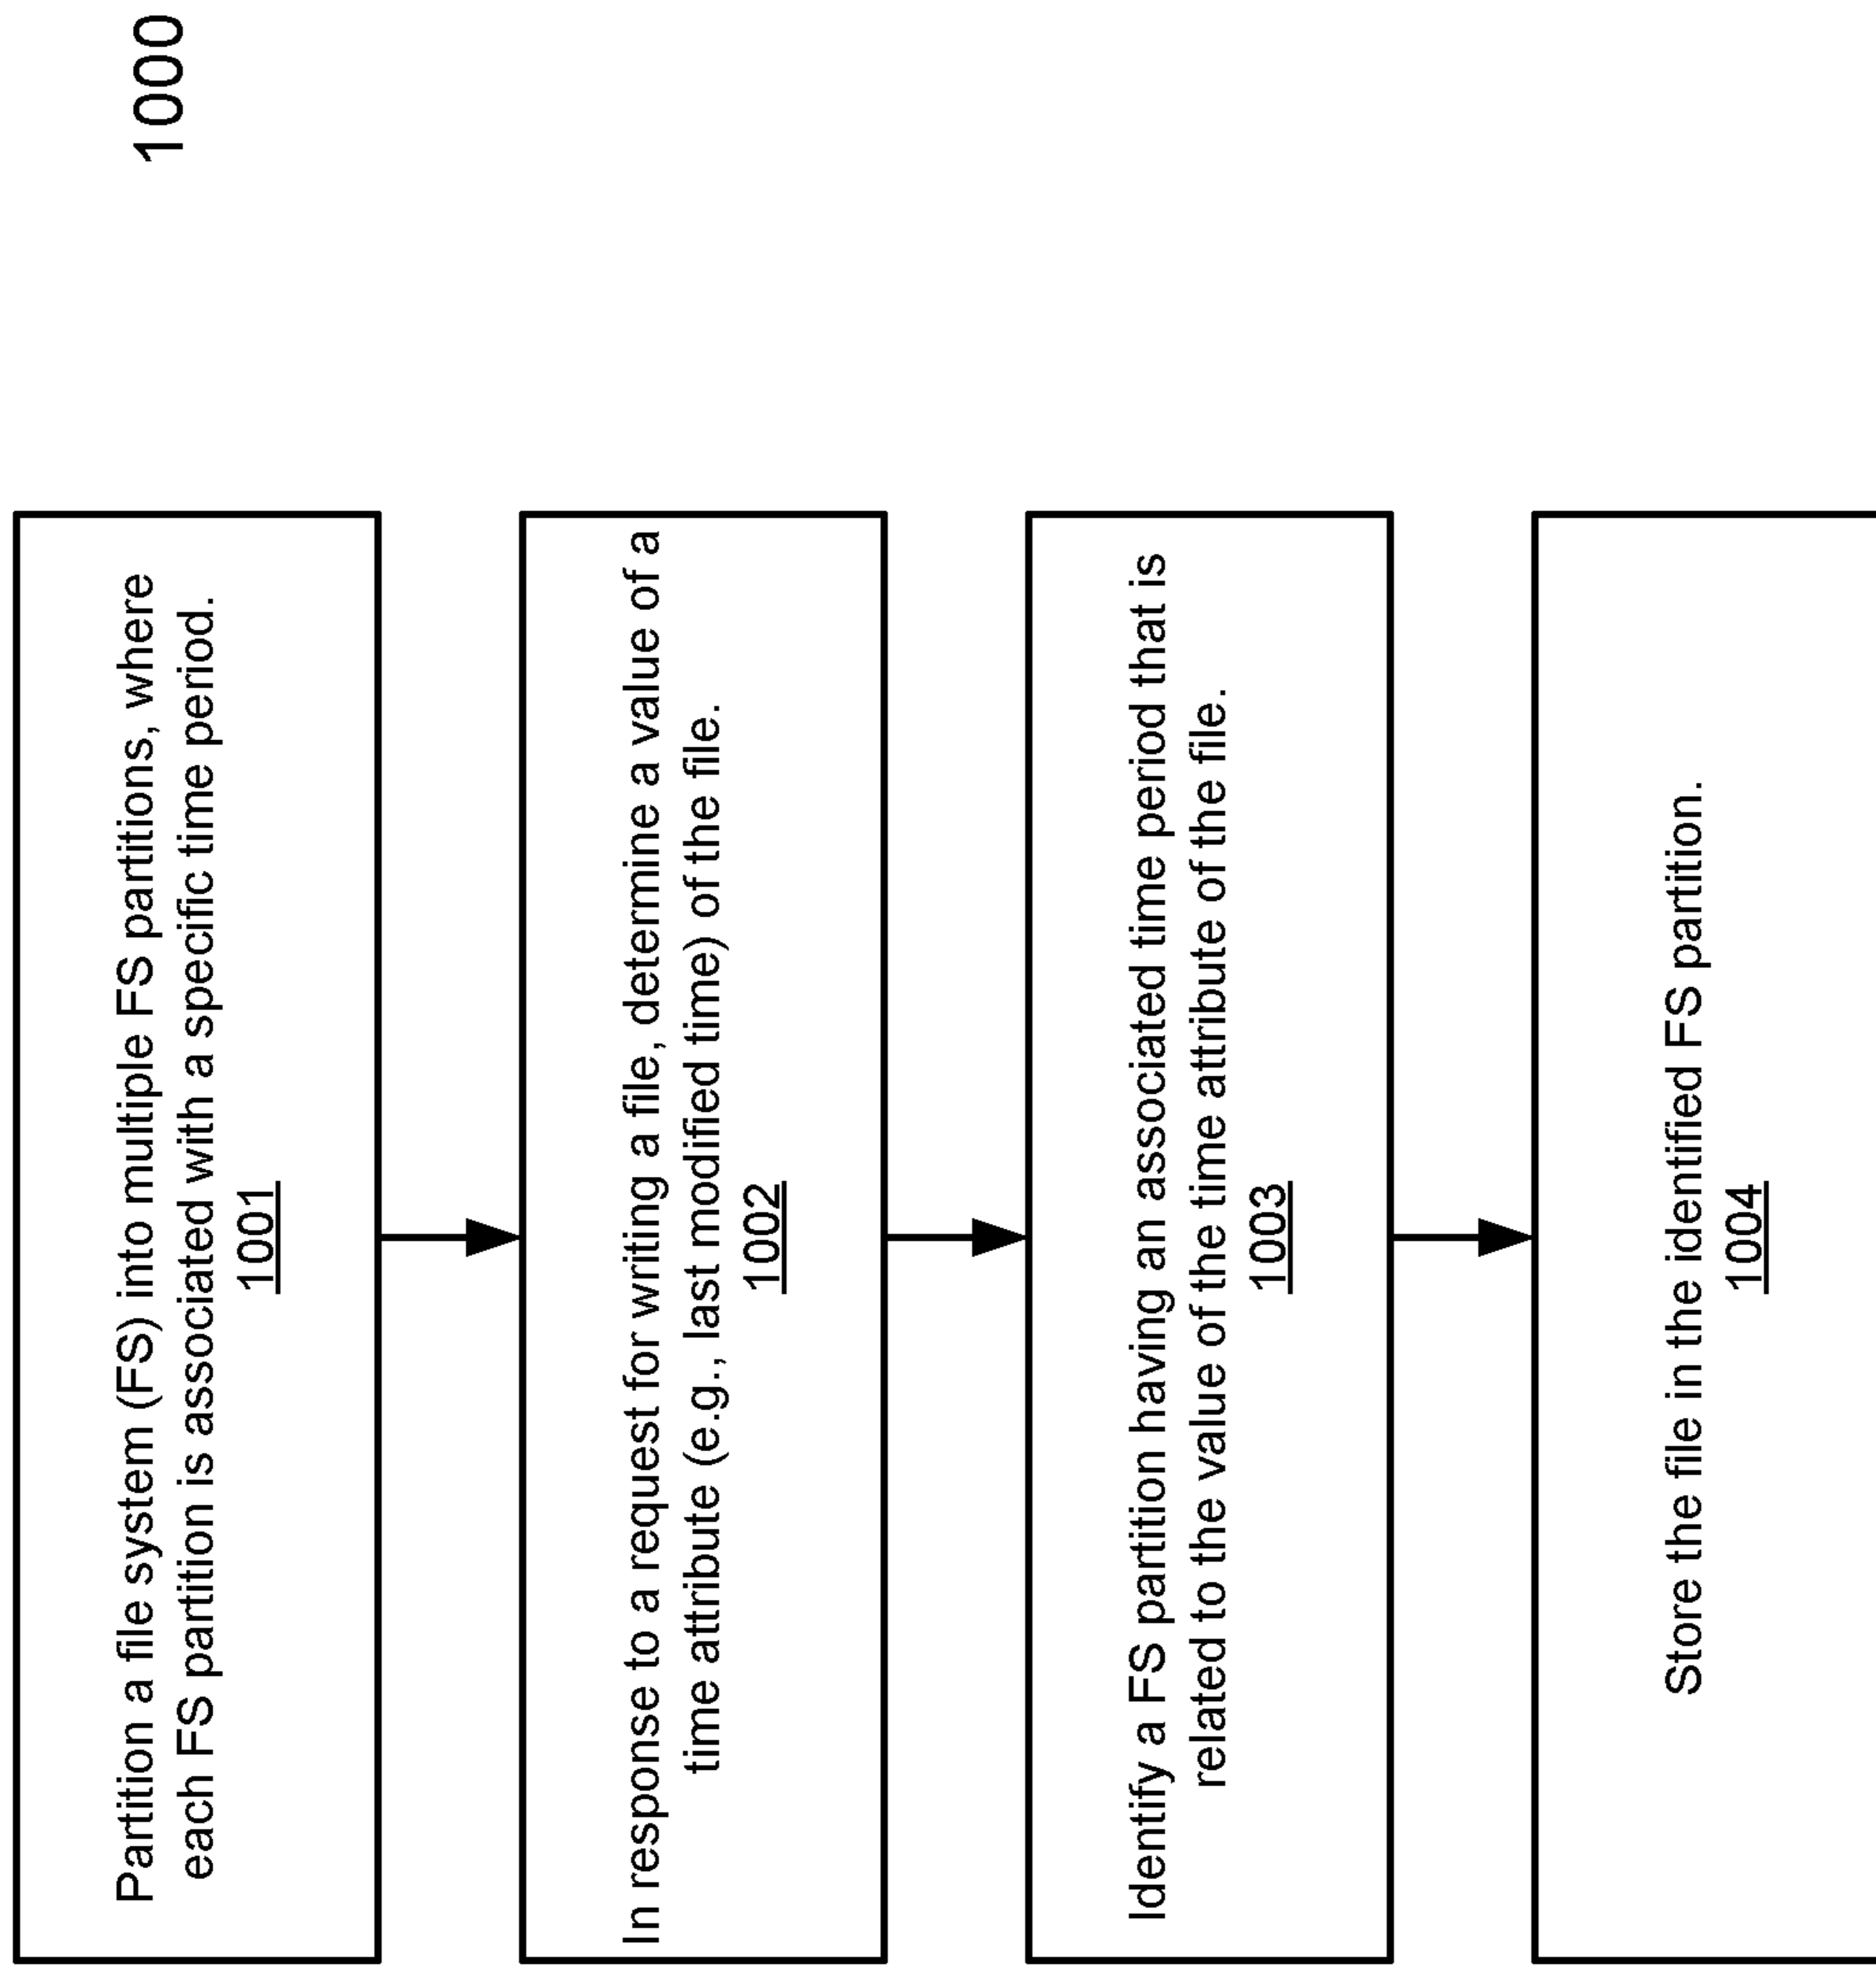 1000
Partition a file system (FS) into multiple FS partitions, where
each FS partition is associated with a specific time period.
1001
In response to a request for writing a file, determine a value of a
time attribute (e.g., last modified time) of the file.
1002
Identify a FS partition having an associated time period that is
related to the value of the time attribute of the file.
1003
Store the file in the identified FS partition.
1004